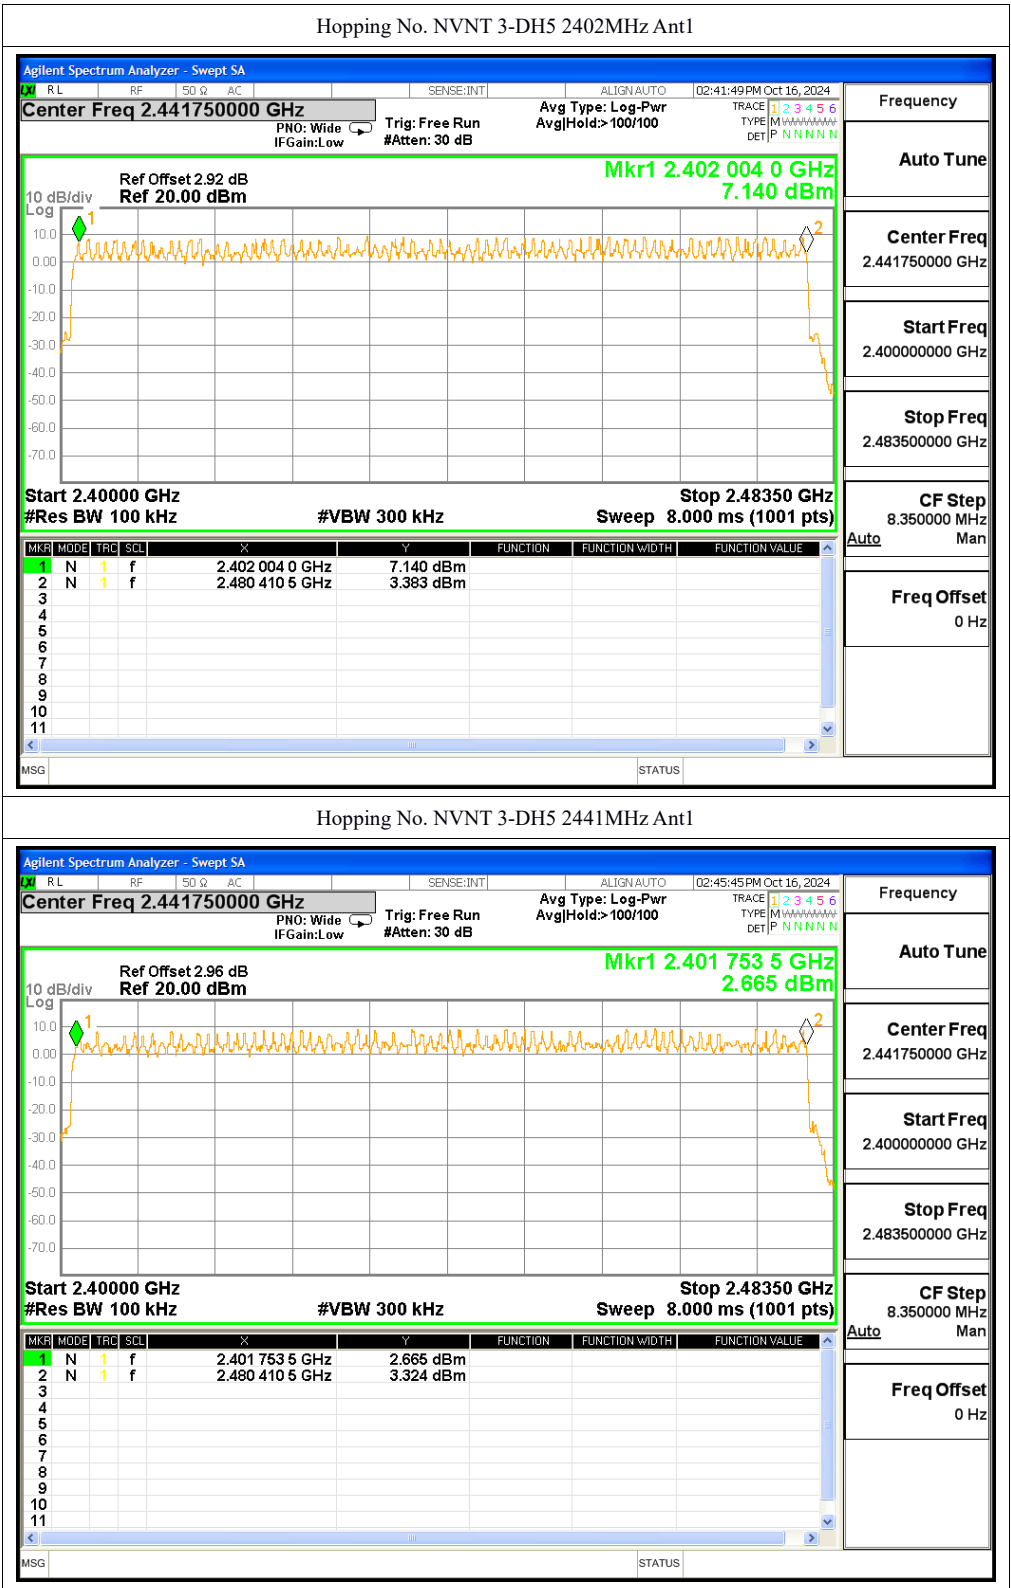 Hopping No. NVNT 3-DH5 2402MHz Ant1
Agilent Spectrum Analyzer - Swept SA
LXI RL RF 50 Ω AC SENSE:INT ALIGNAUTO 02:41:49PM Oct 16, 2024
Center Freq 2.441750000 GHz
PNO: Wide
IFGain:Low
Trig: Free Run
#Atten: 30 dB
Avg Type: Log-Pwr
Avg|Hold:>100/100
TRACE 1 2 3 4 5 6
TYPE M WWWWW
DET P N N N N N
Frequency
Auto Tune
Mkr1 2.402 004 0 GHz
7.140 dBm
Ref Offset 2.92 dB
Ref 20.00 dBm
10 dB/div
Log
10.0
0.00
-10.0
-20.0
-30.0
-40.0
-50.0
-60.0
-70.0
1
2
Start 2.40000 GHz
Stop 2.48350 GHz
#Res BW 100 kHz
#VBW 300 kHz
Sweep 8.000 ms (1001 pts)
Center Freq
2.441750000 GHz
Start Freq
2.400000000 GHz
Stop Freq
2.483500000 GHz
CF Step
8.350000 MHz
Auto Man
Freq Offset
0 Hz
MKR MODE TRC SCL X Y FUNCTION FUNCTION WIDTH FUNCTION VALUE
1 N 1 f 2.402 004 0 GHz 7.140 dBm
2 N 1 f 2.480 410 5 GHz 3.383 dBm
3
4
5
6
7
8
9
10
11
MSG STATUS
Hopping No. NVNT 3-DH5 2441MHz Ant1
Agilent Spectrum Analyzer - Swept SA
LXI RL RF 50 Ω AC SENSE:INT ALIGNAUTO 02:45:45PM Oct 16, 2024
Center Freq 2.441750000 GHz
PNO: Wide
IFGain:Low
Trig: Free Run
#Atten: 30 dB
Avg Type: Log-Pwr
Avg|Hold:>100/100
TRACE 1 2 3 4 5 6
TYPE M WWWWW
DET P N N N N N
Frequency
Auto Tune
Mkr1 2.401 753 5 GHz
2.665 dBm
Ref Offset 2.96 dB
Ref 20.00 dBm
10 dB/div
Log
10.0
0.00
-10.0
-20.0
-30.0
-40.0
-50.0
-60.0
-70.0
1
2
Start 2.40000 GHz
Stop 2.48350 GHz
#Res BW 100 kHz
#VBW 300 kHz
Sweep 8.000 ms (1001 pts)
Center Freq
2.441750000 GHz
Start Freq
2.400000000 GHz
Stop Freq
2.483500000 GHz
CF Step
8.350000 MHz
Auto Man
Freq Offset
0 Hz
MKR MODE TRC SCL X Y FUNCTION FUNCTION WIDTH FUNCTION VALUE
1 N 1 f 2.401 753 5 GHz 2.665 dBm
2 N 1 f 2.480 410 5 GHz 3.324 dBm
3
4
5
6
7
8
9
10
11
MSG STATUS